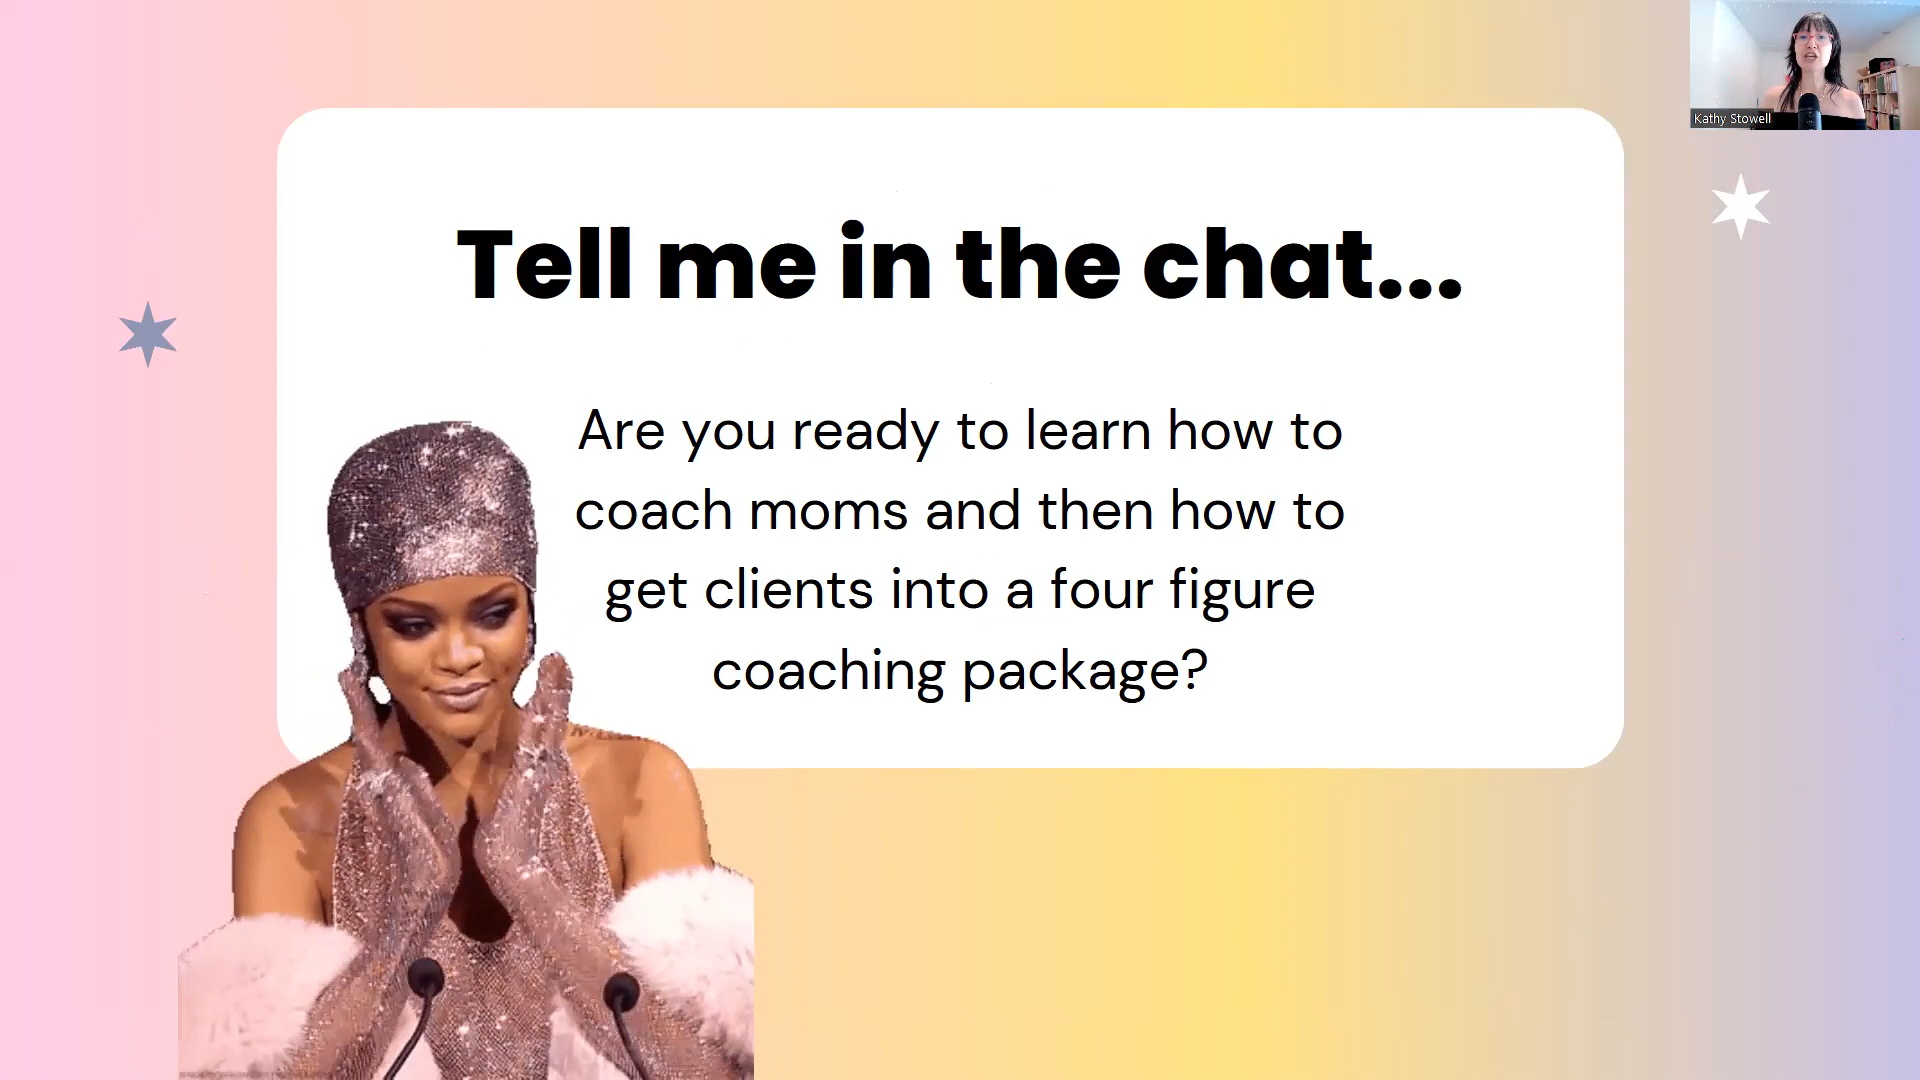 Kathy Stowell
Tell me in the chat...
Are you ready to learn how to
coach moms and then how to
get clients into a four figure
coaching package?